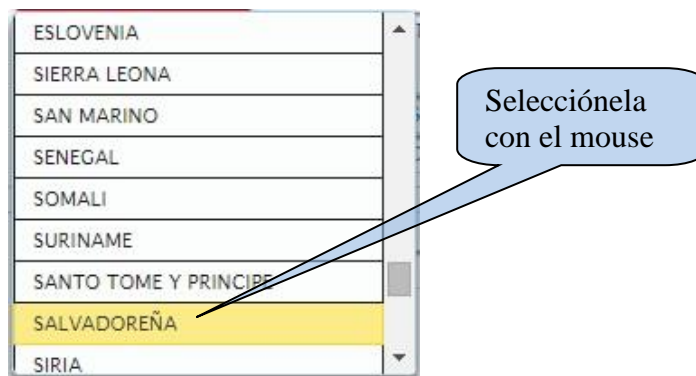 ESLOVENIA
SIERRA LEONA
SAN MARINO
SENEGAL
SOMALI
SURINAME
SANTO TOME Y PRINCIPE
SALVADOREÑA
SIRIA
Selecciónela
con el mouse